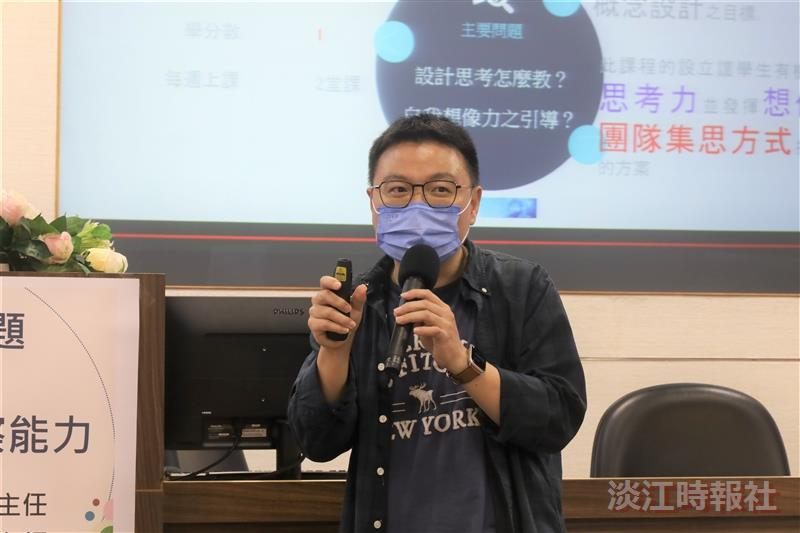 學分數
每週上課
2堂課
主要問題
設計思考怎麼教？
自我想像力之引導？
概念設計之目標.
此課程的設立讓學生有
思考力 並發揮 想
團隊集思方式
的方案
PHILIPS
題
能力
主任
NEW YORK
淡江時報社